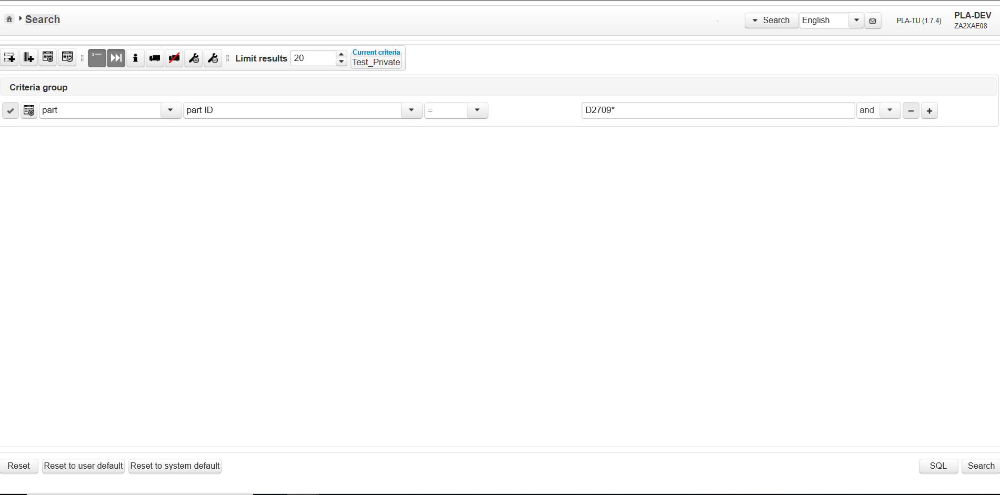 Search
Search
English
PLA-TU (1.7.4)
PLA-DEV
ZA2XAE08
1
Limit results
20
Current criteria
Test_Private
Criteria group
part
part ID
=
D2709*
and
Reset
Reset to user default
Reset to system default
SQL
Search